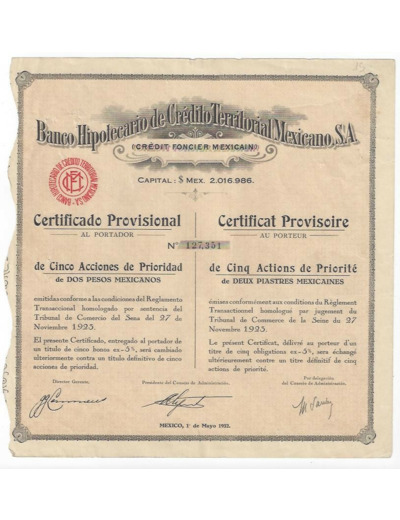 Banco Hipotecario de Crédito Territorial Mexicano, S.A.
(CRÉDIT FONCIER MEXICAIN)
CAPITAL: $ MEX. 2.016.986.
Certificado Provisional
AL PORTADOR
Certificat Provisoire
AU PORTEUR
Nº 127,351
de Cinco Acciones de Prioridad
de DOS PESOS MEXICANOS
de Cinq Actions de Priorité
de DEUX PIASTRES MEXICAINES
emitidas conforme a las condiciones del Reglamento
Transaccional homologado por sentencia del
Tribunal de Comercio del Sena del 27 de
Noviembre 1925.
El presente Certificado, entregado al portador de
un título de cinco bonos ex-5%, será cambiado
ulteriormente contra un título definitivo de cinco
acciones de prioridad.
émises conformément aux conditions du Règlement
Transactionnel homologué par jugement du
Tribunal de Commerce de la Seine du 27
Novembre 1925.
Le présent Certificat, délivré au porteur d'un
titre de cinq obligations ex-5%, sera échangé
ultérieurement contre un titre définitif de cinq
actions de priorité.
Director Gerente,
Presidente del Consejo de Administración,
Por delegación
del Consejo de Administración.
MEXICO, 1º de Mayo 1932.